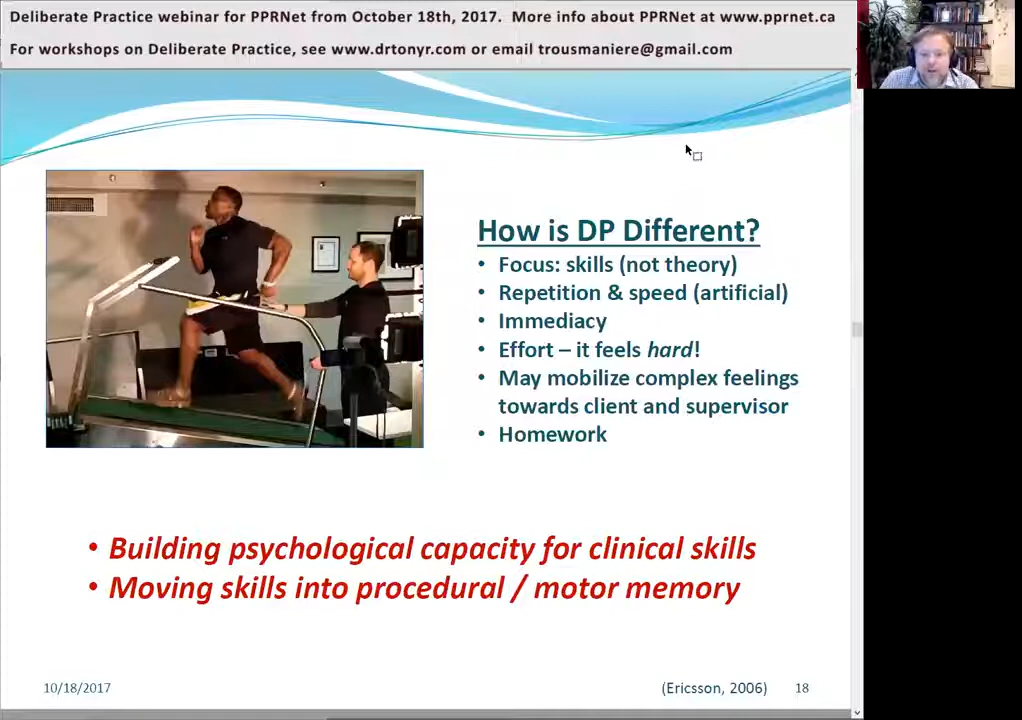 Deliberate Practice webinar for PPRNet from October 18th, 2017.  More info about PPRNet at www.pprnet.ca
For workshops on Deliberate Practice, see www.drtonyr.com or email trousmaniere@gmail.com
How is DP Different?
• Focus: skills (not theory)
• Repetition & speed (artificial)
• Immediacy
• Effort – it feels hard!
• May mobilize complex feelings
towards client and supervisor
• Homework
• Building psychological capacity for clinical skills
• Moving skills into procedural / motor memory
10/18/2017
(Ericsson, 2006)
18